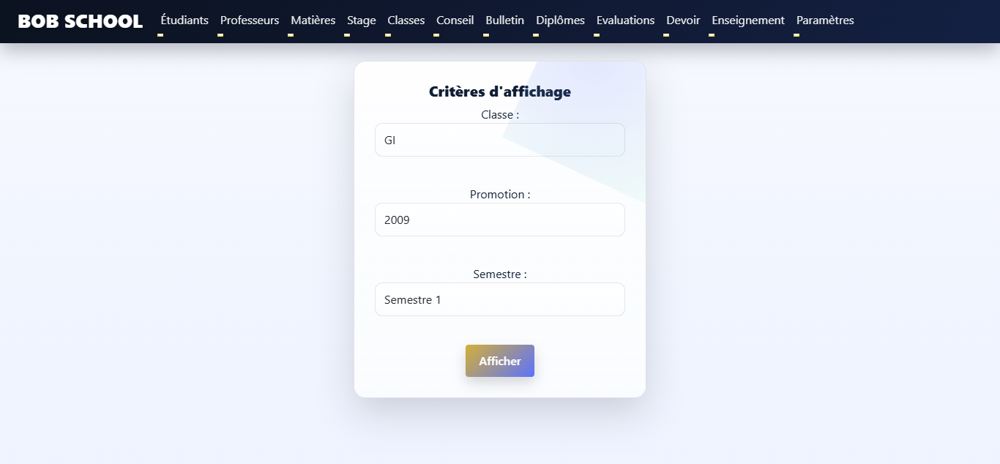 BOB SCHOOL Étudiants Professeurs Matières Stage Classes Conseil Bulletin Diplômes Evaluations Devoir Enseignement Paramètres
Critères d'affichage
Classe :
GI
Promotion :
2009
Semestre :
Semestre 1
Afficher